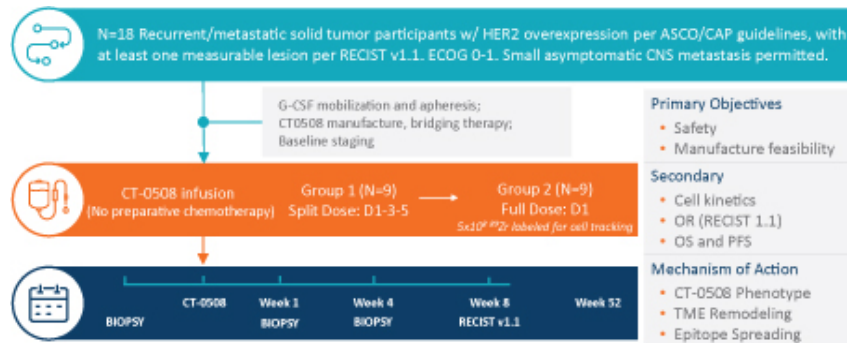 N=18 Recurrent/metastatic solid tumor participants w/ HER2 overexpression per ASCO/CAP guidelines, with
at least one measurable lesion per RECIST v1.1. ECOG 0-1. Small asymptomatic CNS metastasis permitted.
G-CSF mobilization and apheresis;
CT0508 manufacture, bridging therapy;
Baseline staging
CT-0508 infusion
(No preparative chemotherapy)
Group 1 (N=9)
Split Dose: D1-3-5
Group 2 (N=9)
Full Dose: D1
labeled for cell tracking
BIOPSY
CT-0508
Week 1
BIOPSY
Week 4
BIOPSY
Week 8
RECIST v1.1
Week 52
Primary Objectives
• Safety
• Manufacture feasibility
Secondary
• Cell kinetics
• OR (RECIST 1.1)
• OS and PFS
Mechanism of Action
• CT-0508 Phenotype
• TME Remodeling
• Epitope Spreading